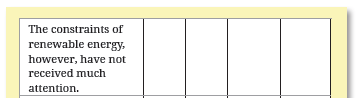 The constraints of
renewable energy,
however, have not
received much
attention.